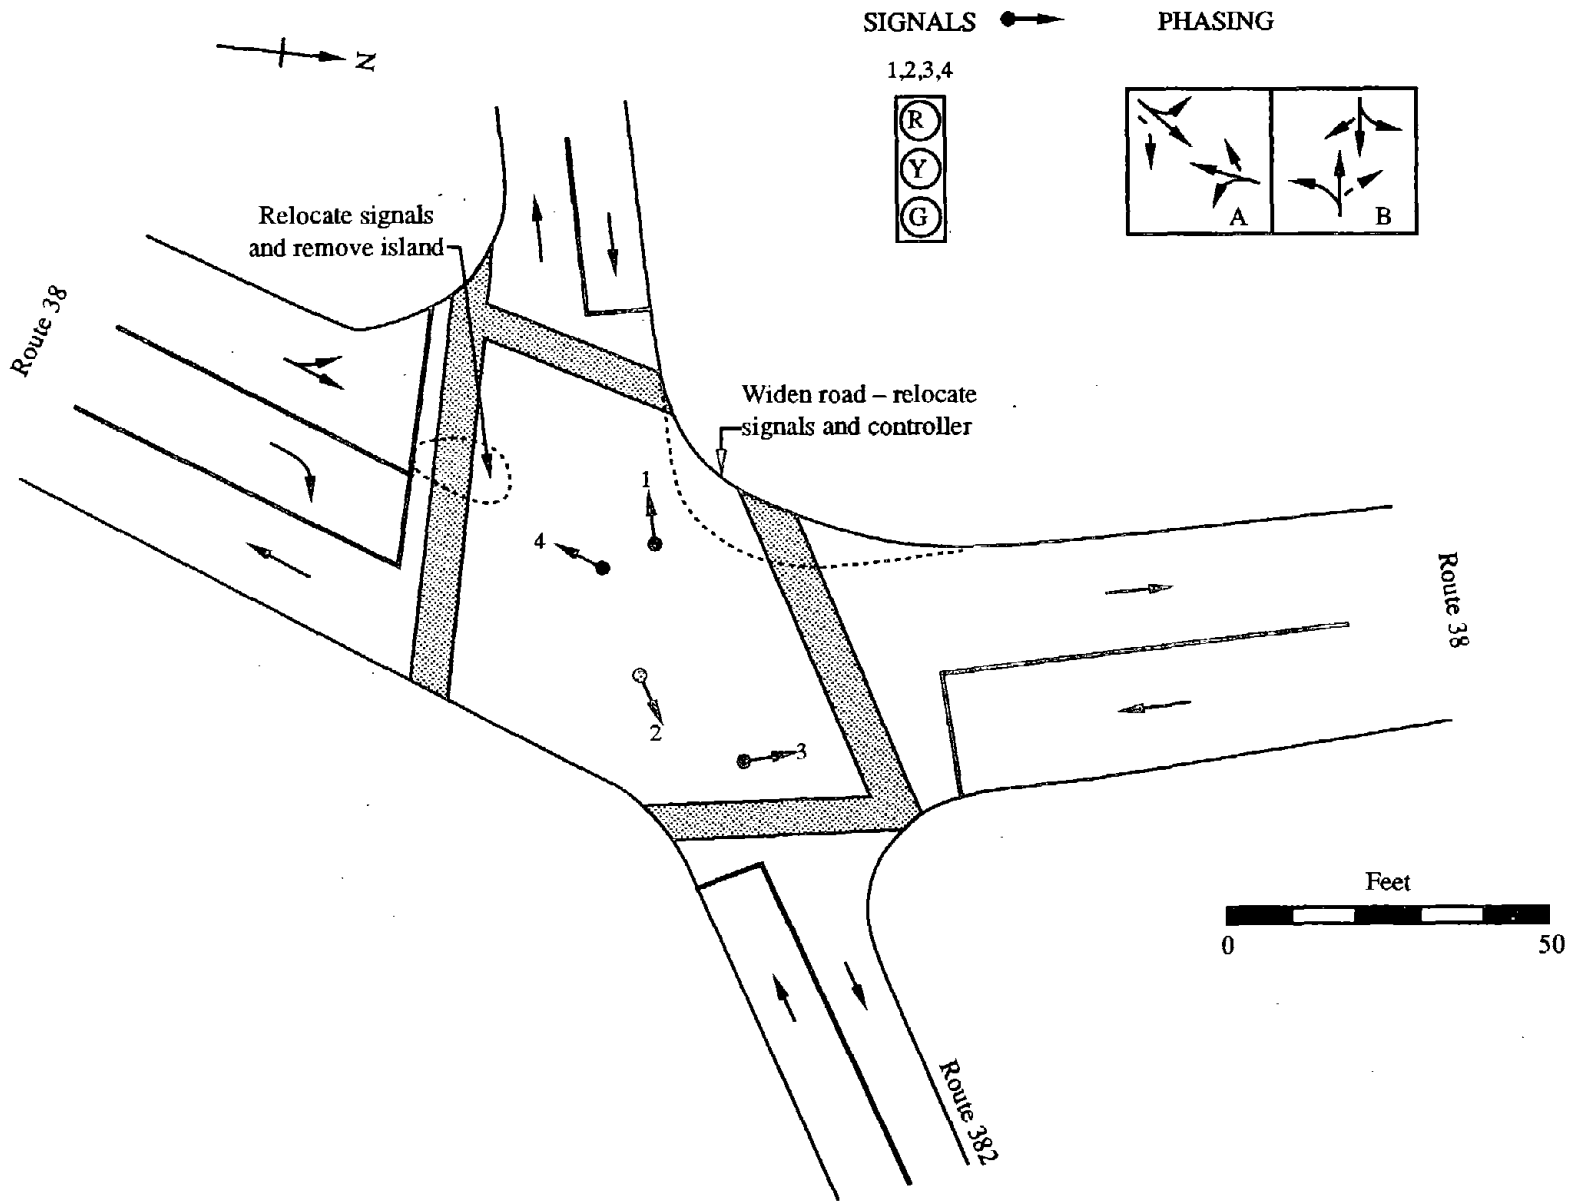 SIGNALS
PHASING
N
1,2,3,4
R
Y
G
A
B
Relocate signals
and remove island
Route 38
Widen road – relocate
signals and controller
1
4
2
3
Route 38
Feet
0
50
Route 382